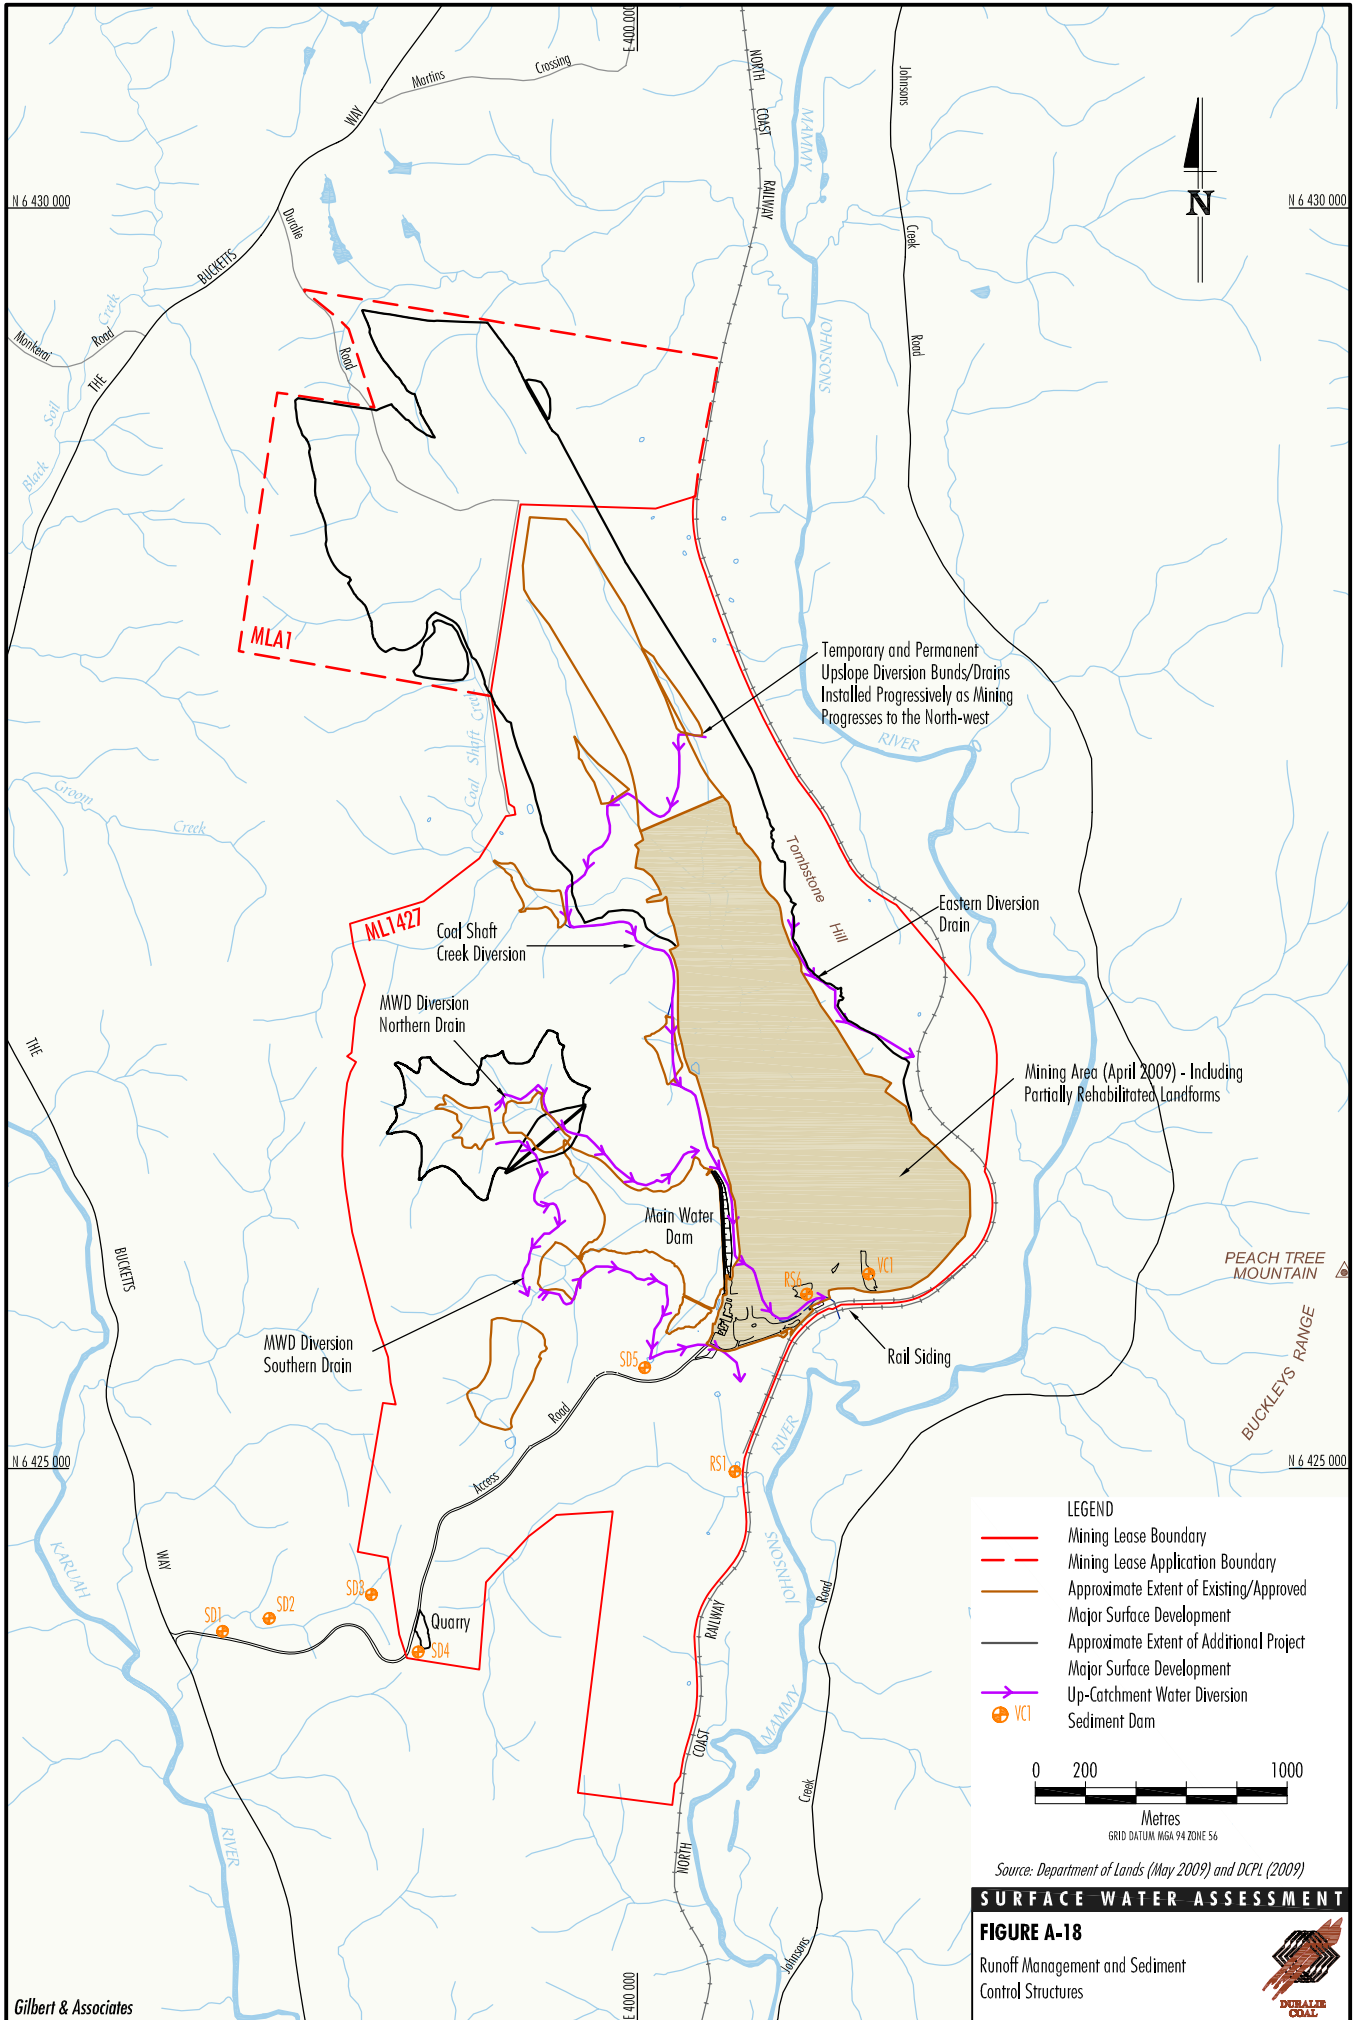 E 400 000
Martins
Crossing
WAY
NORTH
COAST
RAILWAY
MAMMY
Johnsons
N 6 430 000
N 6 430 000
N
Duralie
Road
BUCKETTS
Creek
Creek
Road
Monkerai
Road
THE
JOHNSONS
Black
Soil
MLA1
Temporary and Permanent
Upslope Diversion Bunds/Drains
Installed Progressively as Mining
Progresses to the North-west
RIVER
Coal Shaft Creek
Groom
Creek
Tombstone
Hill
ML1427
Coal Shaft
Creek Diversion
Eastern Diversion
Drain
MWD Diversion
Northern Drain
THE
Mining Area (April 2009) - Including
Partially Rehabilitated Landforms
Main Water
Dam
BUCKETTS
PEACH TREE
MOUNTAIN
RS6
VC1
MWD Diversion
Southern Drain
SD5
Rail Siding
BUCKLEYS RANGE
Road
RIVER
N 6 425 000
N 6 425 000
RS1
Access
KARUAH
WAY
SNOSNHOJ
Road
SD3
SD2
SD1
Quarry
SD4
RAILWAY
MAMMY
COAST
Creek
RIVER
NORTH
Johnsons
E 400 000
LEGEND
Mining Lease Boundary
Mining Lease Application Boundary
Approximate Extent of Existing/Approved
Major Surface Development
Approximate Extent of Additional Project
Major Surface Development
Up-Catchment Water Diversion
VC1
Sediment Dam
0 200 1000
Metres
GRID DATUM MGA 94 ZONE 56
Source: Department of Lands (May 2009) and DCPL (2009)
SURFACE WATER ASSESSMENT
FIGURE A-18
Runoff Management and Sediment
Control Structures
DURALIE
COAL
Gilbert & Associates